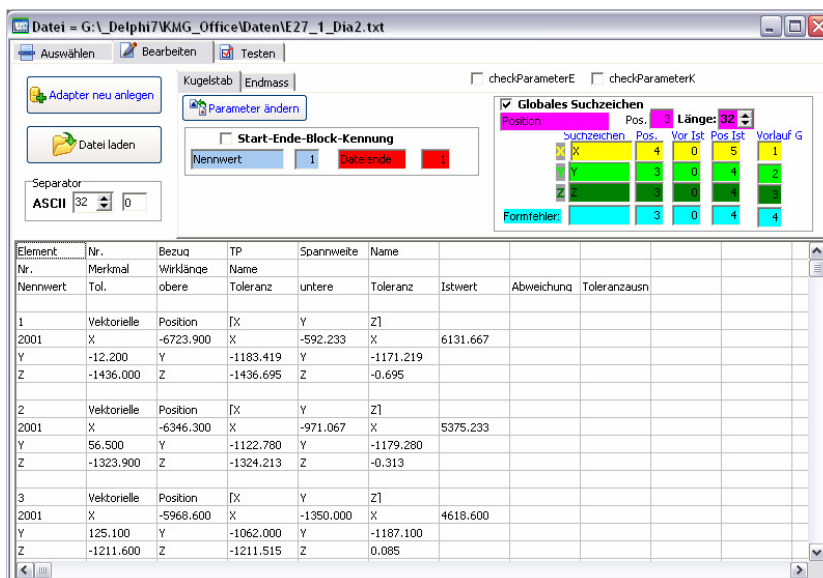 Datei = G:\_Delphi7\KMG_Office\Daten\E27_1_Dia2.txt
Auswählen Bearbeiten Testen
Adapter neu anlegen
Datei laden
Separator
ASCII 32 0
Kugelstab Endmass
Parameter ändern
Start-Ende-Block-Kennung
Nennwert 1 Dateiende 1
checkParameterE checkParameterK
Globales Suchzeichen
Position Pos. 3 Länge: 32
Suchzeichen Pos. Vor Ist Pos Ist Vorlauf G
X X 4 0 5 1
Y Y 3 0 4 2
Z Z 3 0 4 3
Formfehler: 3 0 4 4
Element Nr. Bezug TP Spannweite Name
Nr. Merkmal Wirklänge Name
Nennwert Tol. obere Toleranz untere Toleranz Istwert Abweichung Toleranzausn
1 Vektorielle Position [X Y Z]
2001 X -6723.900 X -592.233 X 6131.667
Y -12.200 Y -1183.419 Y -1171.219
Z -1436.000 Z -1436.695 Z -0.695
2 Vektorielle Position [X Y Z]
2001 X -6346.300 X -971.067 X 5375.233
Y 56.500 Y -1122.780 Y -1179.280
Z -1323.900 Z -1324.213 Z -0.313
3 Vektorielle Position [X Y Z]
2001 X -5968.600 X -1350.000 X 4618.600
Y 125.100 Y -1062.000 Y -1187.100
Z -1211.600 Z -1211.515 Z 0.085